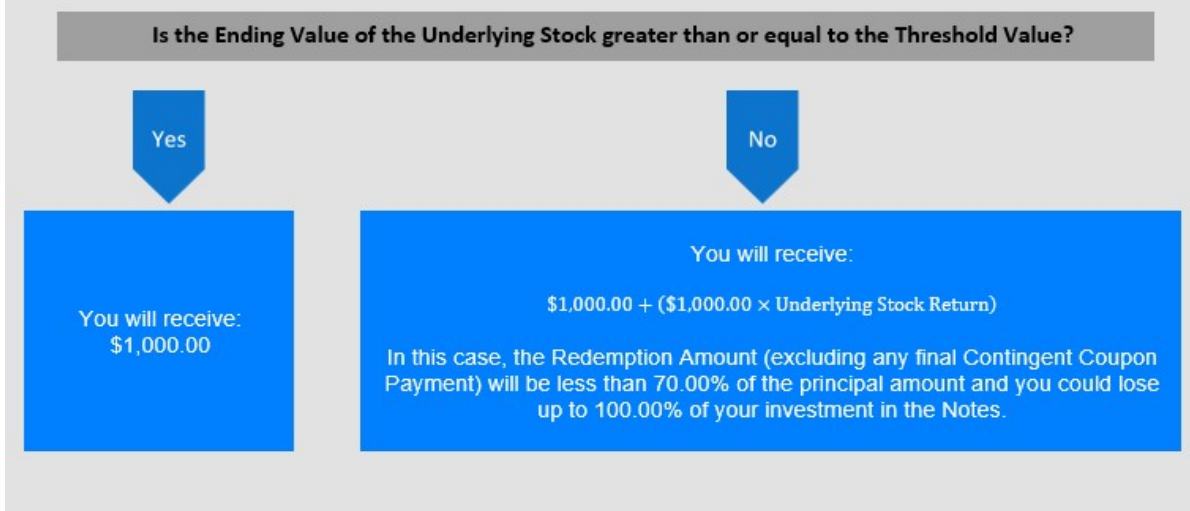 Is the Ending Value of the Underlying Stock greater than or equal to the Threshold Value?
Yes
No
You will receive:
$1,000.00
You will receive:
$1,000.00 + ($1,000.00 × Underlying Stock Return)
In this case, the Redemption Amount (excluding any final Contingent Coupon
Payment) will be less than 70.00% of the principal amount and you could lose
up to 100.00% of your investment in the Notes.